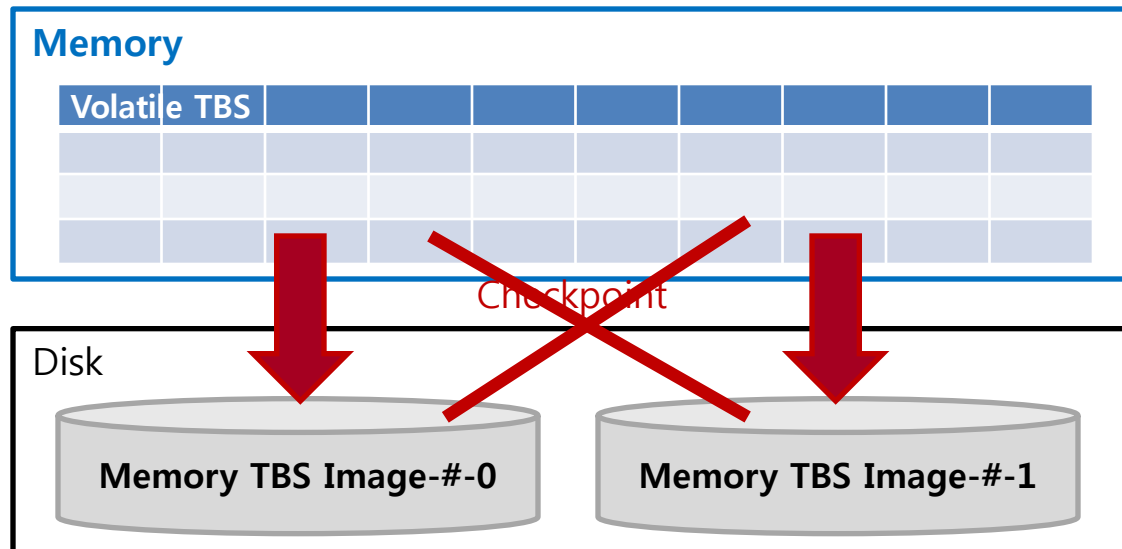 Memory
Volatile TBS
Checkpoint
Disk
Memory TBS Image-#-0
Memory TBS Image-#-1